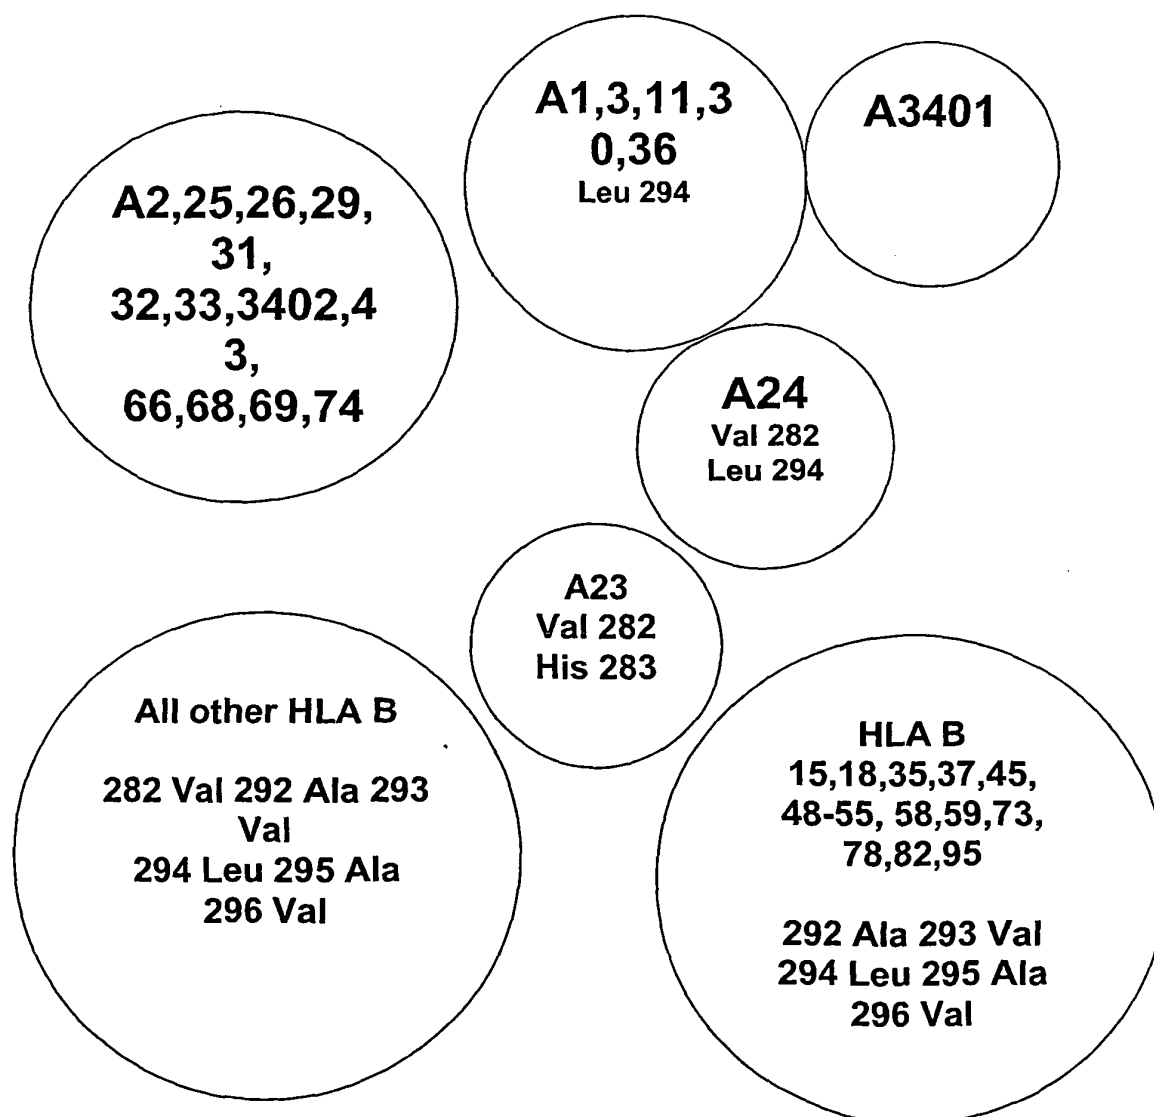 A1,3,11,3
0,36
Leu 294
A3401
A2,25,26,29,
31,
32,33,3402,4
3,
66,68,69,74
A24
Val 282
Leu 294
A23
Val 282
His 283
All other HLA B
282 Val 292 Ala 293
Val
294 Leu 295 Ala
296 Val
HLA B
15,18,35,37,45,
48-55, 58,59,73,
78,82,95
292 Ala 293 Val
294 Leu 295 Ala
296 Val